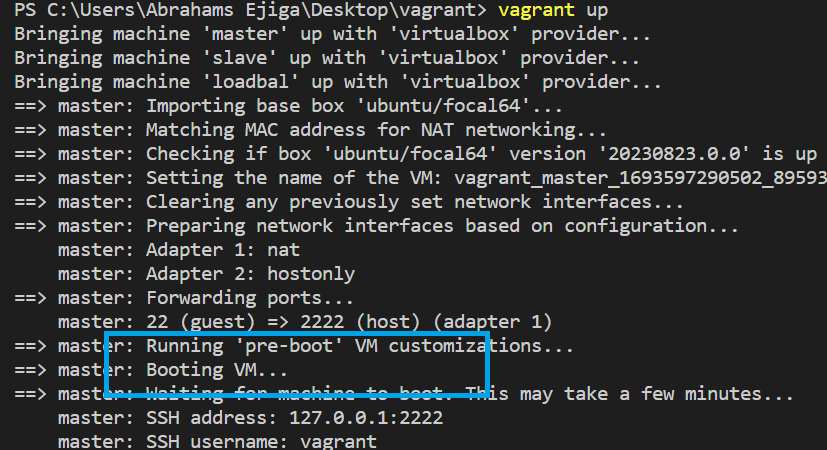 PS C:\Users\Abrahams Ejiga\Desktop\vagrant> vagrant up
Bringing machine 'master' up with 'virtualbox' provider...
Bringing machine 'slave' up with 'virtualbox' provider...
Bringing machine 'loadbal' up with 'virtualbox' provider...
==> master: Importing base box 'ubuntu/focal64'...
==> master: Matching MAC address for NAT networking...
==> master: Checking if box 'ubuntu/focal64' version '20230823.0.0' is up
==> master: Setting the name of the VM: vagrant_master_1693597290502_89593
==> master: Clearing any previously set network interfaces...
==> master: Preparing network interfaces based on configuration...
master: Adapter 1: nat
master: Adapter 2: hostonly
==> master: Forwarding ports...
master: 22 (guest) => 2222 (host) (adapter 1)
==> master: Running 'pre-boot' VM customizations...
==> master: Booting VM...
==> master: Waiting for machine to boot. This may take a few minutes...
master: SSH address: 127.0.0.1:2222
master: SSH username: vagrant